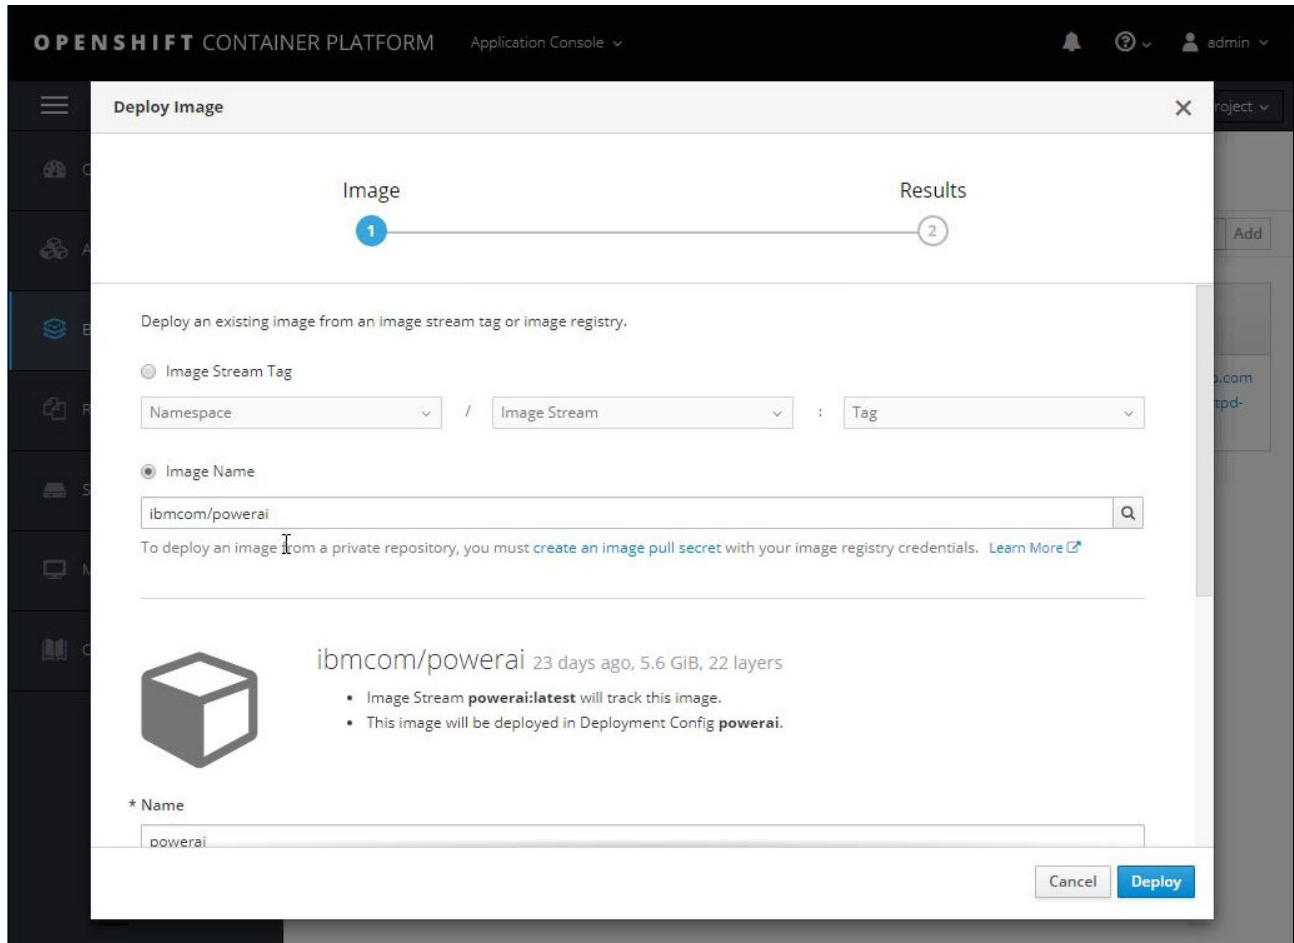 OPENSHIFT CONTAINER PLATFORM Application Console admin
Deploy Image roject
Image Results
1 2
Add
Deploy an existing image from an image stream tag or image registry.
Image Stream Tag
Namespace / Image Stream : Tag
Image Name
ibmcom/powerai
To deploy an image from a private repository, you must create an image pull secret with your image registry credentials. Learn More
ibmcom/powerai 23 days ago, 5.6 GiB, 22 layers
• Image Stream powerai:latest will track this image.
• This image will be deployed in Deployment Config powerai.
* Name
powerai
Cancel Deploy
.com
tpd-